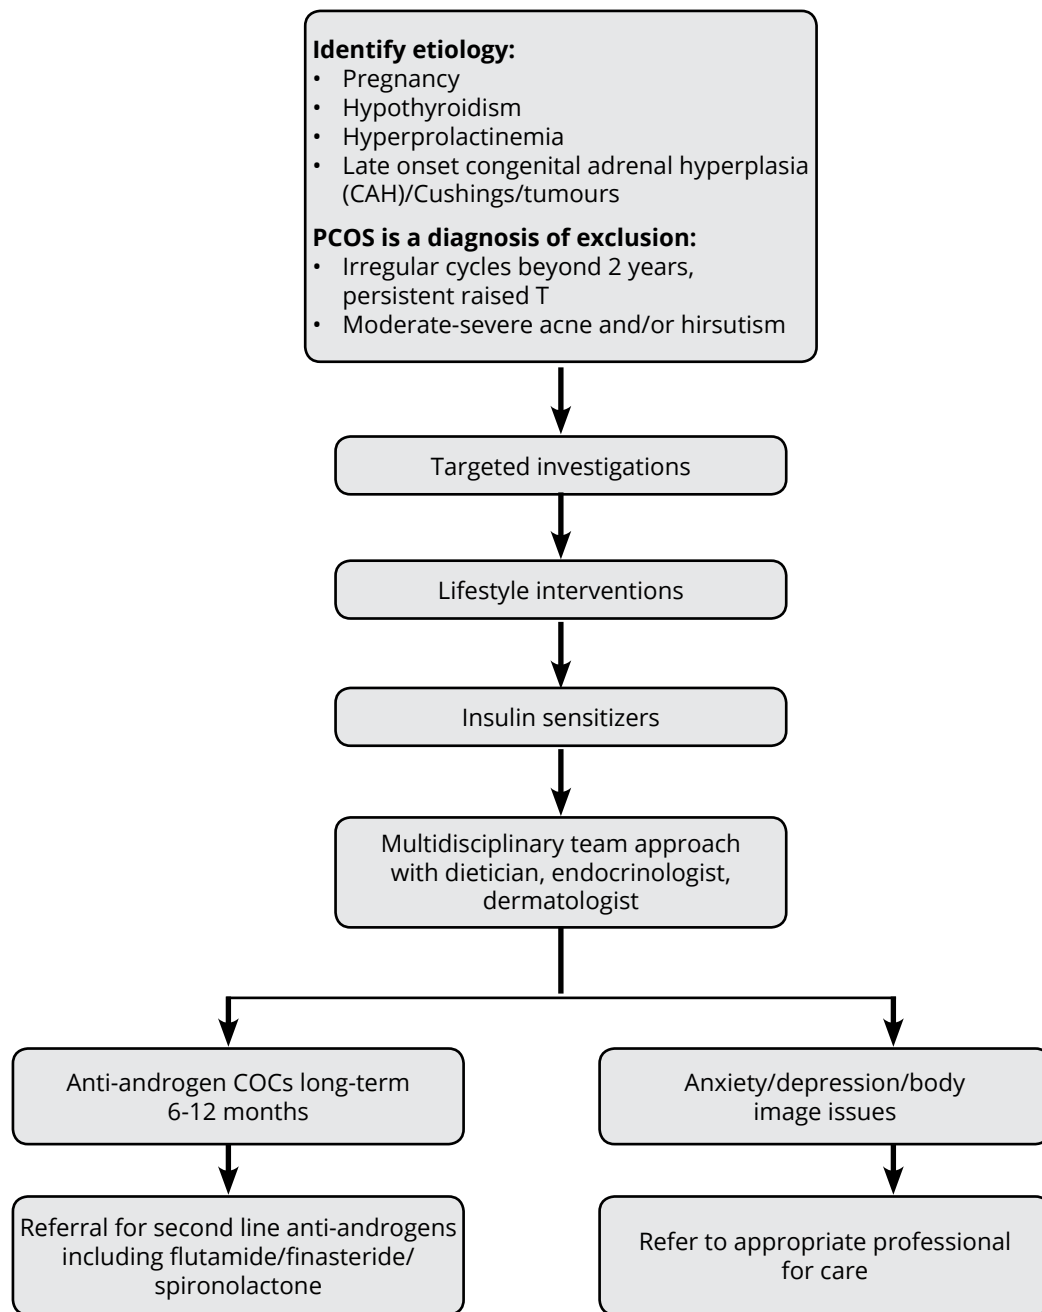 Identify etiology:
• Pregnancy
• Hypothyroidism
• Hyperprolactinemia
• Late onset congenital adrenal hyperplasia
(CAH)/Cushings/tumours
PCOS is a diagnosis of exclusion:
• Irregular cycles beyond 2 years,
persistent raised T
• Moderate-severe acne and/or hirsutism
Targeted investigations
Lifestyle interventions
Insulin sensitizers
Multidisciplinary team approach
with dietician, endocrinologist,
dermatologist
Anti-androgen COCs long-term
6-12 months
Anxiety/depression/body
image issues
Referral for second line anti-androgens
including flutamide/finasteride/
spironolactone
Refer to appropriate professional
for care